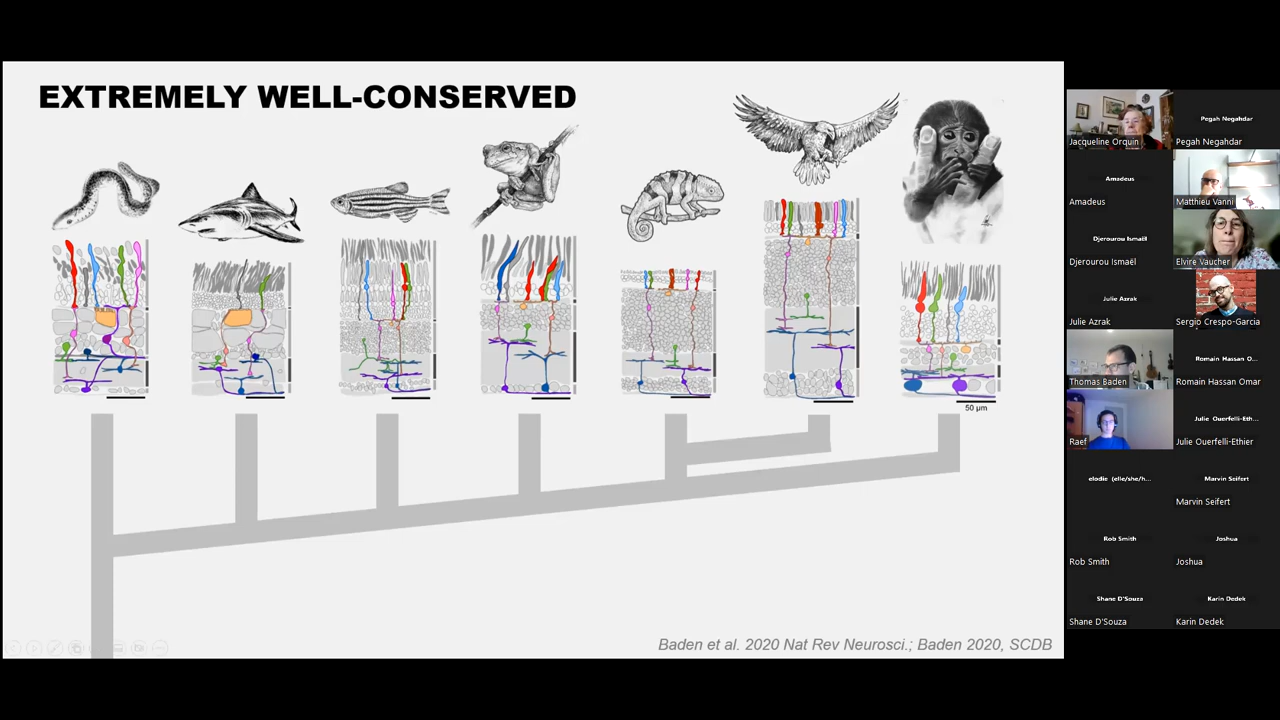 EXTREMELY WELL-CONSERVED
50 µm
Baden et al. 2020 Nat Rev Neurosci.; Baden 2020, SCDB
Jacqueline Orquin
Pegah Negahdar
Pegah Negahdar
Amadeus
Amadeus
Matthieu Vanni
Djerourou Ismaël
Djerourou Ismaël
Elvire Vaucher
Julie Azrak
Julie Azrak
Sergio Crespo-Garcia
Thomas Baden
Romain Hassan O...
Romain Hassan Omar
Raef
Julie Ouerfelli-Eth...
Julie Ouerfelli-Ethier
elodie (elle/she/h...
Marvin Seifert
Marvin Seifert
Rob Smith
Rob Smith
Joshua
Joshua
Shane D'Souza
Shane D'Souza
Karin Dedek
Karin Dedek